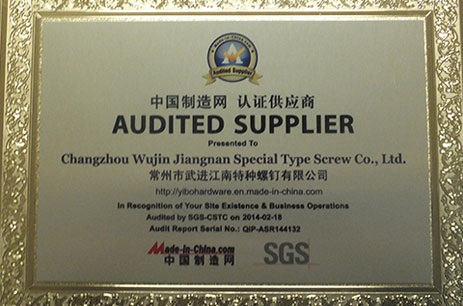 Audited Supplier
中国制造网 认证供应商
AUDITED SUPPLIER
Presented To
Changzhou Wujin Jiangnan Special Type Screw Co., Ltd.
常州市武进江南特种螺钉有限公司
http://yibohardware.en.made-in-china.com
In Recognition of Your Site Existence & Business Operations
Audited by SGS-CSTC on 2014-02-18
Audit Report Serial No.: QIP-ASR144132
Made-in-China.com
中国制造网
SGS